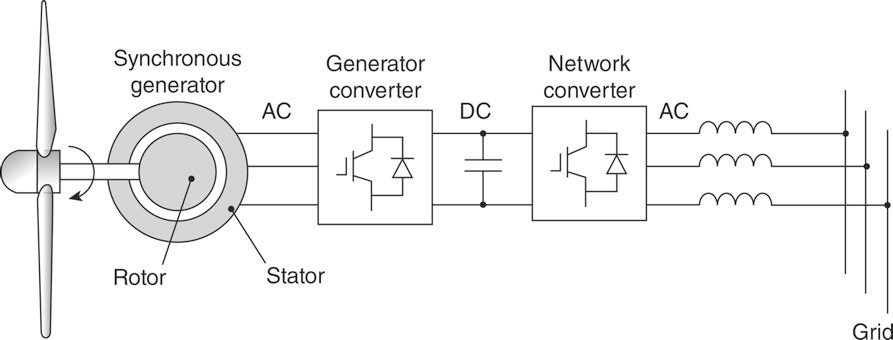 Synchronous
generator
Generator
converter
Network
converter
AC
DC
AC
Rotor
Stator
Grid